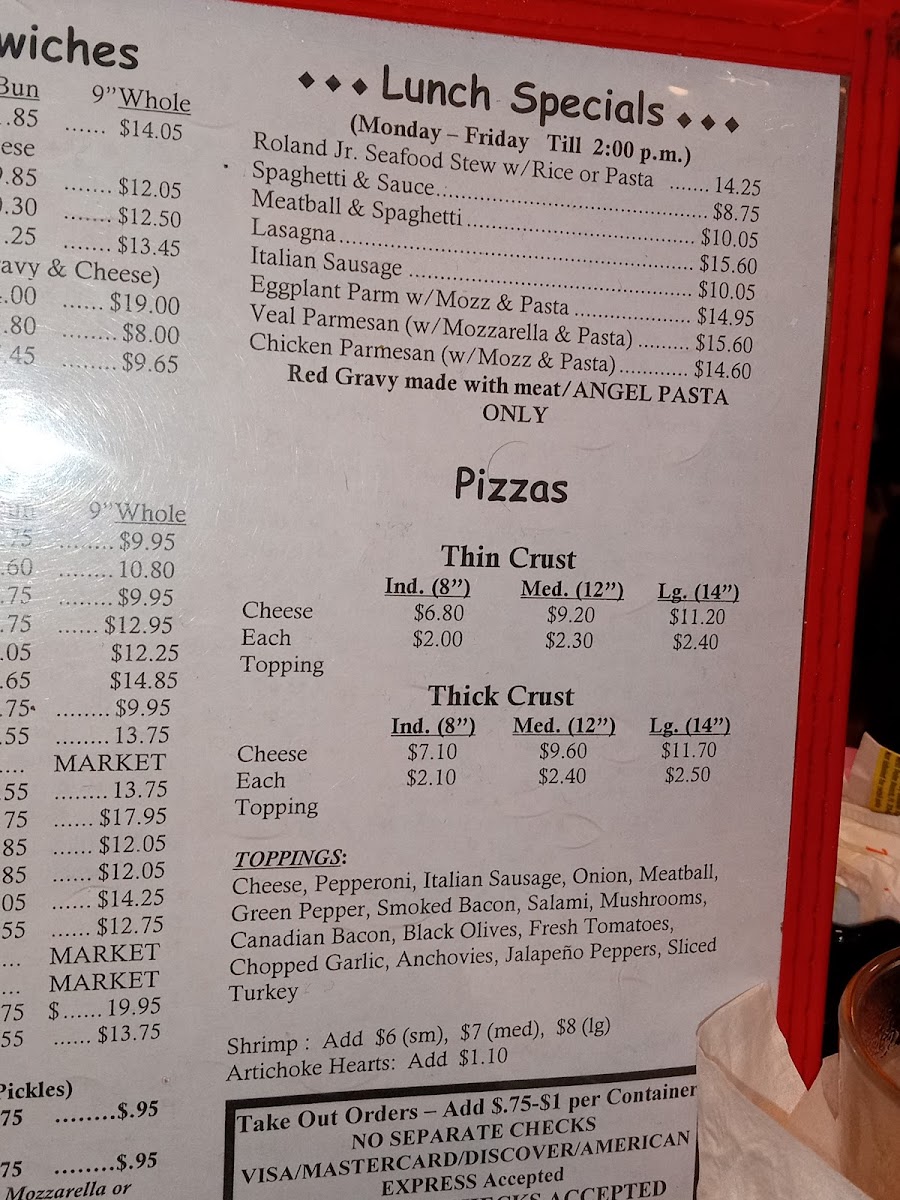 wiches
Bun 9" Whole
.85 ...... $14.05
ese
.85 ....... $12.05
.30 ....... $12.50
.25 ....... $13.45
avy & Cheese)
.00 ...... $19.00
.80 ........ $8.00
.45 ........ $9.65
9" Whole
.75 ........ $9.95
.60 ........ 10.80
.75 ........ $9.95
.75 ...... $12.95
.05 $12.25
.65 $14.85
.75 ........ $9.95
.55 ........ 13.75
.... MARKET
55 ........ 13.75
75 ...... $17.95
85 ...... $12.05
85 ...... $12.05
05 ...... $14.25
55 ...... $12.75
... MARKET
... MARKET
75 $...... 19.95
55 ...... $13.75
Pickles)
75 ........$.95
75 ........$.95
Mozzarella or
♦ ♦ ♦ Lunch Specials ♦ ♦ ♦
(Monday – Friday Till 2:00 p.m.)
Roland Jr. Seafood Stew w/Rice or Pasta ....... 14.25
Spaghetti & Sauce.................................................. $8.75
Meatball & Spaghetti .......................................... $10.05
Lasagna................................................................ $15.60
Italian Sausage .................................................... $10.05
Eggplant Parm w/Mozz & Pasta ..................... $14.95
Veal Parmesan (w/Mozzarella & Pasta) ......... $15.60
Chicken Parmesan (w/Mozz & Pasta)............ $14.60
Red Gravy made with meat/ANGEL PASTA
ONLY
Pizzas
Thin Crust
Ind. (8") Med. (12") Lg. (14")
Cheese $6.80 $9.20 $11.20
Each $2.00 $2.30 $2.40
Topping
Thick Crust
Ind. (8") Med. (12") Lg. (14")
Cheese $7.10 $9.60 $11.70
Each $2.10 $2.40 $2.50
Topping
TOPPINGS:
Cheese, Pepperoni, Italian Sausage, Onion, Meatball,
Green Pepper, Smoked Bacon, Salami, Mushrooms,
Canadian Bacon, Black Olives, Fresh Tomatoes,
Chopped Garlic, Anchovies, Jalapeño Peppers, Sliced
Turkey
Shrimp : Add $6 (sm), $7 (med), $8 (lg)
Artichoke Hearts: Add $1.10
Take Out Orders – Add $.75-$1 per Container
NO SEPARATE CHECKS
VISA/MASTERCARD/DISCOVER/AMERICAN
EXPRESS Accepted
CHECKS ACCEPTED